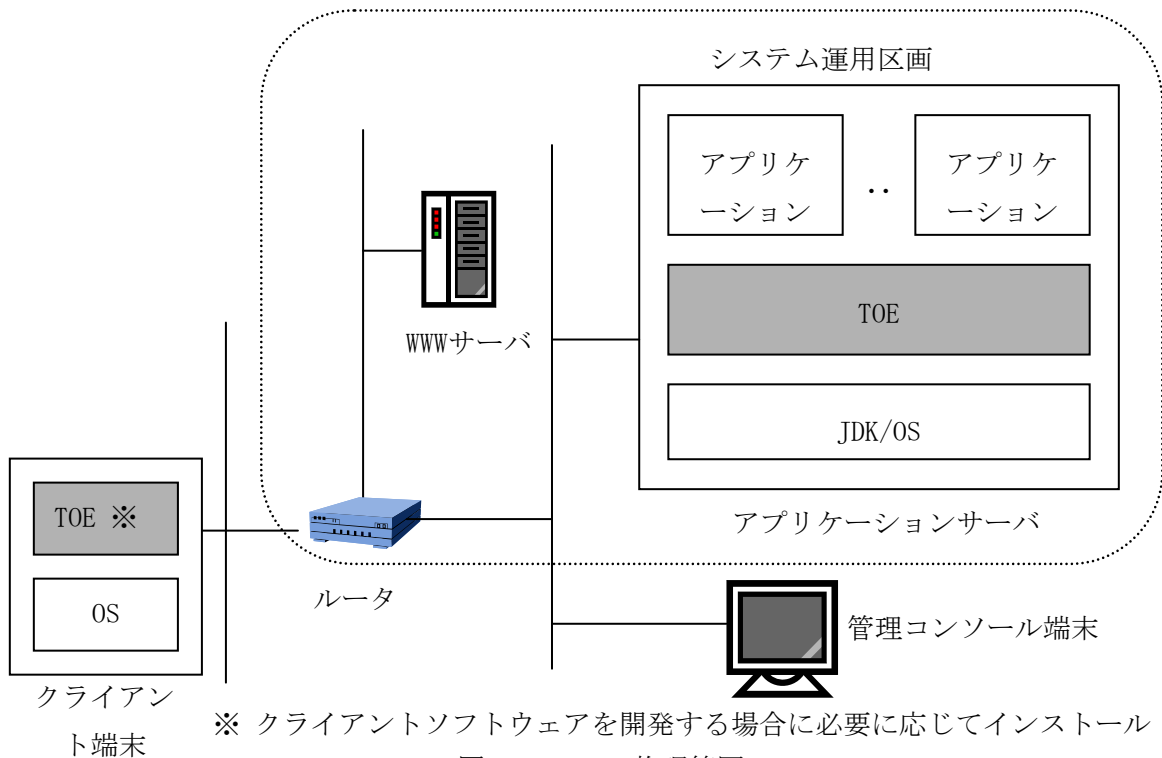 システム運用区画
アプリケ
ーション
‥
アプリケ
ーション
TOE
JDK/OS
アプリケーションサーバ
WWWサーバ
TOE ※
OS
クライアン
ト端末
ルータ
管理コンソール端末
※ クライアントソフトウェアを開発する場合に必要に応じてインストール